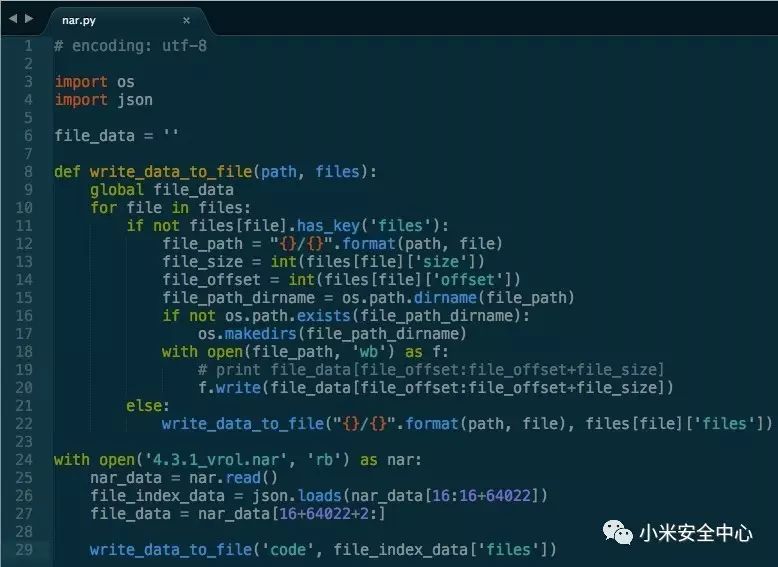 nar.py
1 # encoding: utf-8
2
3 import os
4 import json
5
6 file_data = ''
7
8 def write_data_to_file(path, files):
9     global file_data
10     for file in files:
11         if not files[file].has_key('files'):
12             file_path = "{}/{}".format(path, file)
13             file_size = int(files[file]['size'])
14             file_offset = int(files[file]['offset'])
15             file_path_dirname = os.path.dirname(file_path)
16             if not os.path.exists(file_path_dirname):
17                 os.makedirs(file_path_dirname)
18             with open(file_path, 'wb') as f:
19                 # print file_data[file_offset:file_offset+file_size]
20                 f.write(file_data[file_offset:file_offset+file_size])
21         else:
22             write_data_to_file("{}/{}".format(path, file), files[file]['files'])
23
24 with open('4.3.1_vrol.nar', 'rb') as nar:
25     nar_data = nar.read()
26     file_index_data = json.loads(nar_data[16:16+64022])
27     file_data = nar_data[16+64022+2:]
28
29     write_data_to_file('code', file_index_data['files'])
小米安全中心